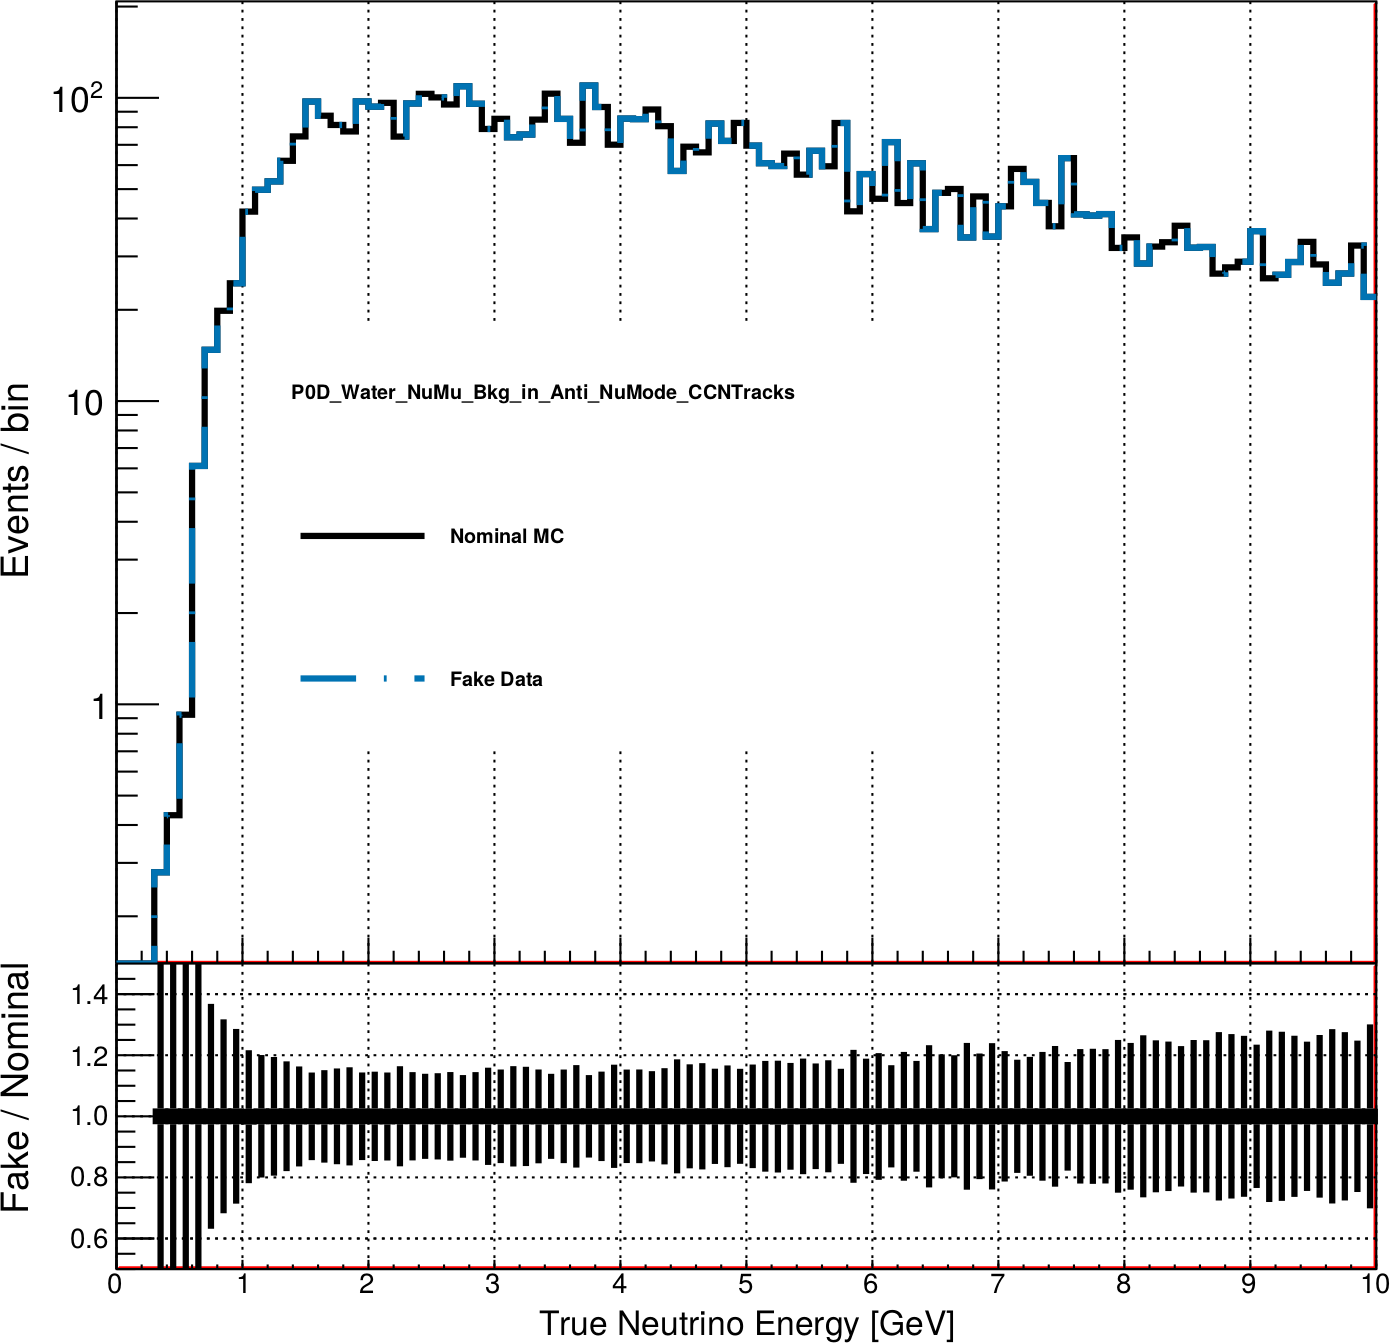 10²
10
1
Events / bin
P0D_Water_NuMu_Bkg_in_Anti_NuMode_CCNTracks
Nominal MC
Fake Data
1.4
1.2
1.0
0.8
0.6
Fake / Nominal
0 1 2 3 4 5 6 7 8 9 10
True Neutrino Energy [GeV]